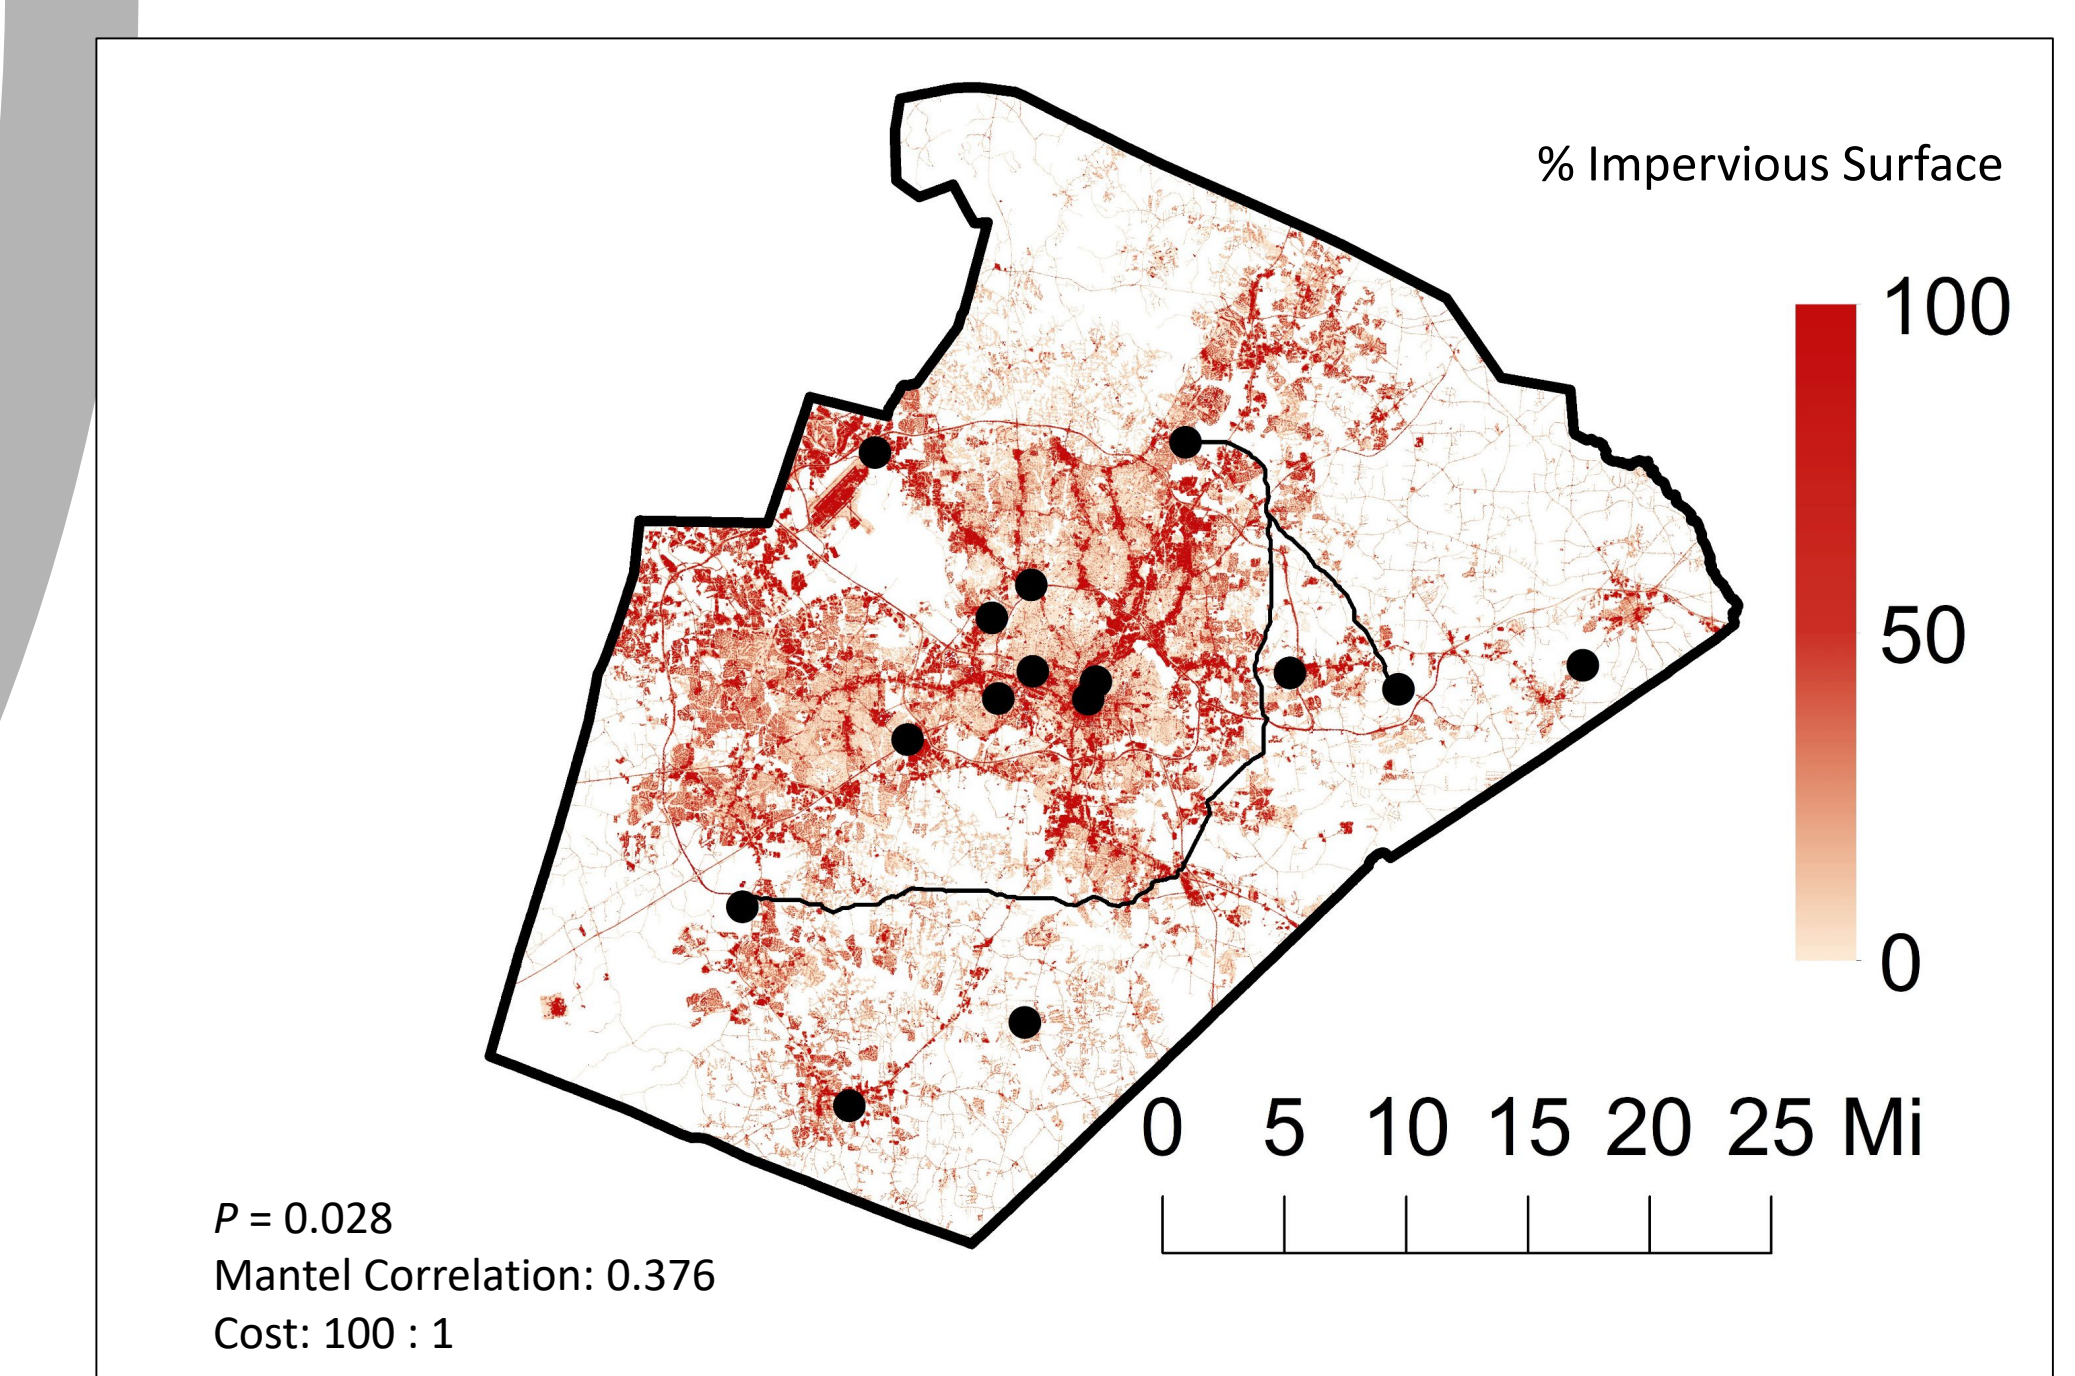 % Impervious Surface
100
50
0
0 5 10 15 20 25 Mi
P = 0.028
Mantel Correlation: 0.376
Cost: 100 : 1